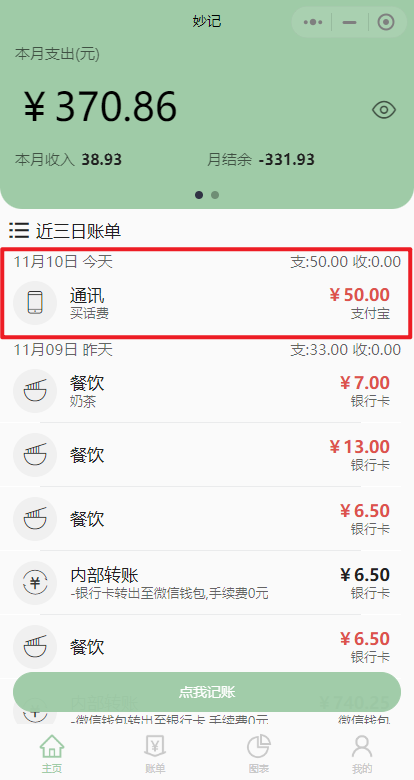 妙记
本月支出(元)
￥370.86
本月收入 38.93 月结余 -331.93
近三日账单
11月10日 今天 支:50.00 收:0.00
通讯 ￥50.00
买话费 支付宝
11月09日 昨天 支:33.00 收:0.00
餐饮 ￥7.00
奶茶 银行卡
餐饮 ￥13.00
银行卡
餐饮 ￥6.50
银行卡
内部转账 ￥6.50
-银行卡转出至微信钱包,手续费0元 银行卡
餐饮 ￥6.50
银行卡
点我记账
内部转账 ￥740.25
-微信钱包转出至银行卡,手续费0元 微信钱包
主页 账单 图表 我的